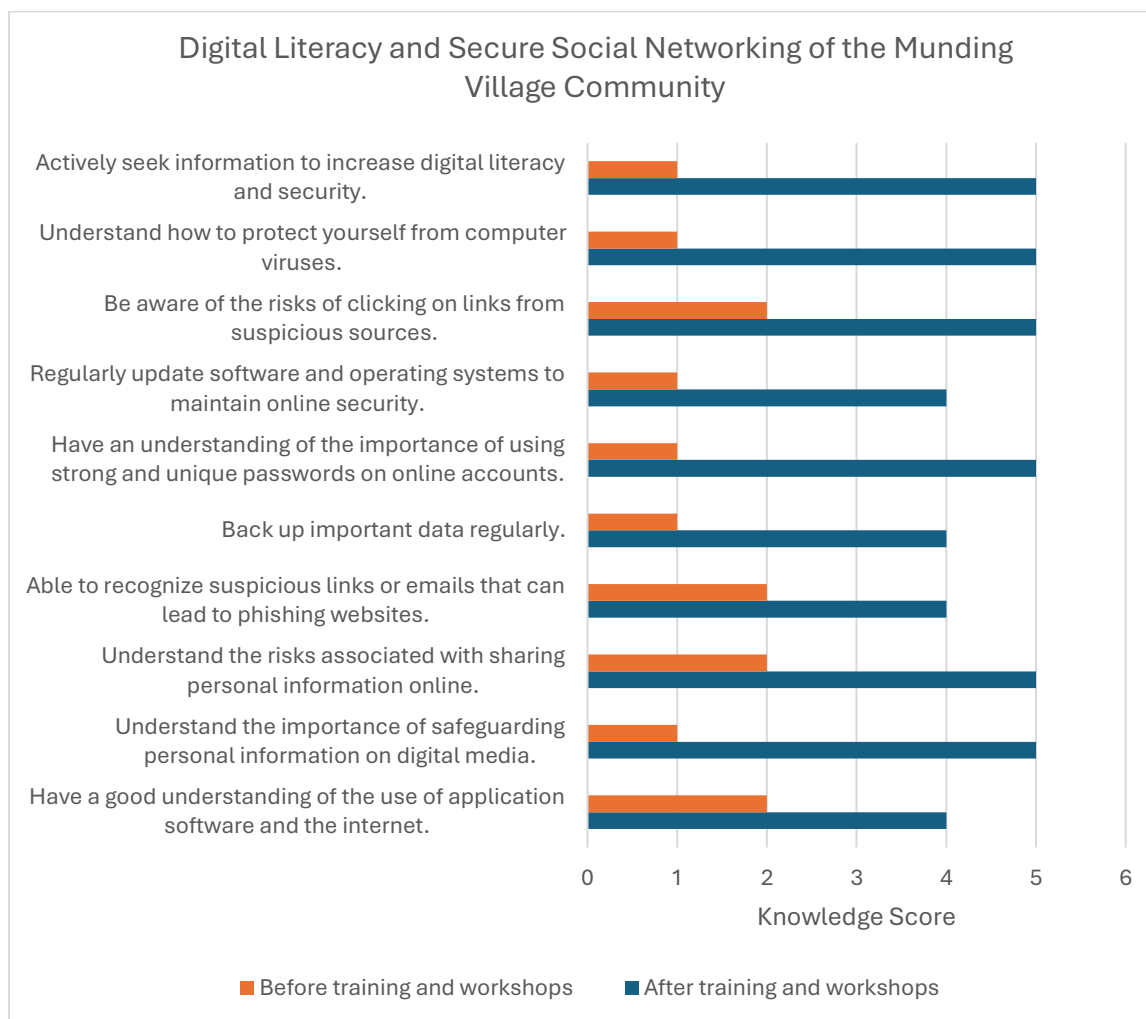 Digital Literacy and Secure Social Networking of the Munding
Village Community
Actively seek information to increase digital literacy
and security.
Understand how to protect yourself from computer
viruses.
Be aware of the risks of clicking on links from
suspicious sources.
Regularly update software and operating systems to
maintain online security.
Have an understanding of the importance of using
strong and unique passwords on online accounts.
Back up important data regularly.
Able to recognize suspicious links or emails that can
lead to phishing websites.
Understand the risks associated with sharing
personal information online.
Understand the importance of safeguarding
personal information on digital media.
Have a good understanding of the use of application
software and the internet.
0 1 2 3 4 5 6
Knowledge Score
Before training and workshops After training and workshops